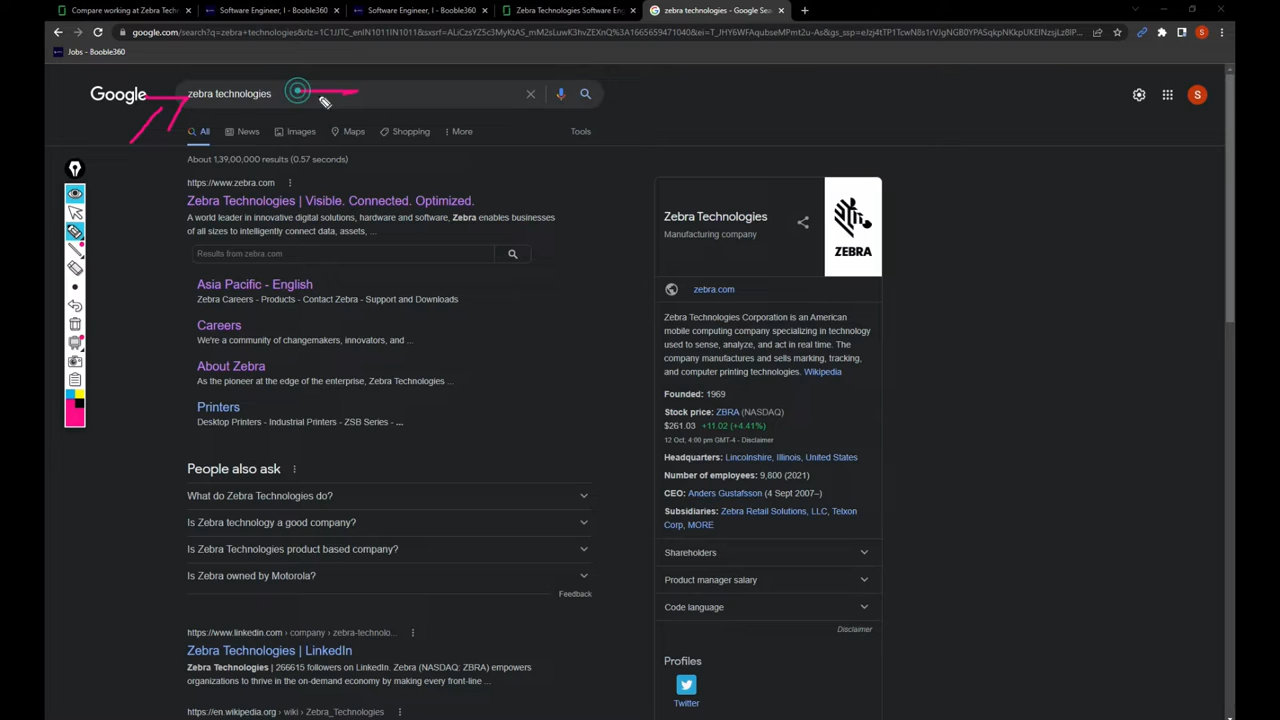 Compare working at Zebra Techn
Software Engineer, I - Booble360
Software Engineer, I - Booble360
Zebra Technologies Software Eng
zebra technologies - Google Sea
Jobs - Booble360
Google
zebra technologies
All
News
Images
Maps
Shopping
More
Tools
About 1,39,00,000 results (0.57 seconds)
https://www.zebra.com
Zebra Technologies | Visible. Connected. Optimized.
A world leader in innovative digital solutions, hardware and software, Zebra enables businesses
of all sizes to intelligently connect data, assets, ...
Results from zebra.com
Asia Pacific - English
Zebra Careers - Products - Contact Zebra - Support and Downloads
Careers
We're a community of changemakers, innovators, and ...
About Zebra
As the pioneer at the edge of the enterprise, Zebra Technologies ...
Printers
Desktop Printers - Industrial Printers - ZSB Series - ...
People also ask
What do Zebra Technologies do?
Is Zebra technology a good company?
Is Zebra Technologies product based company?
Is Zebra owned by Motorola?
Feedback
https://www.linkedin.com › company › zebra-technolo...
Zebra Technologies | LinkedIn
Zebra Technologies | 266615 followers on LinkedIn. Zebra (NASDAQ: ZBRA) empowers
organizations to thrive in the on-demand economy by making every front-line ...
https://en.wikipedia.org › wiki › Zebra_Technologies
Zebra Technologies
Manufacturing company
ZEBRA
zebra.com
Zebra Technologies Corporation is an American
mobile computing company specializing in technology
used to sense, analyze, and act in real time. The
company manufactures and sells marking, tracking,
and computer printing technologies. Wikipedia
Founded: 1969
Stock price: ZBRA (NASDAQ)
$261.03 +11.02 (+4.41%)
12 Oct, 4:00 pm GMT-4 - Disclaimer
Headquarters: Lincolnshire, Illinois, United States
Number of employees: 9,800 (2021)
CEO: Anders Gustafsson (4 Sept 2007–)
Subsidiaries: Zebra Retail Solutions, LLC, Telxon
Corp, MORE
Shareholders
Product manager salary
Code language
Disclaimer
Profiles
Twitter
S
S